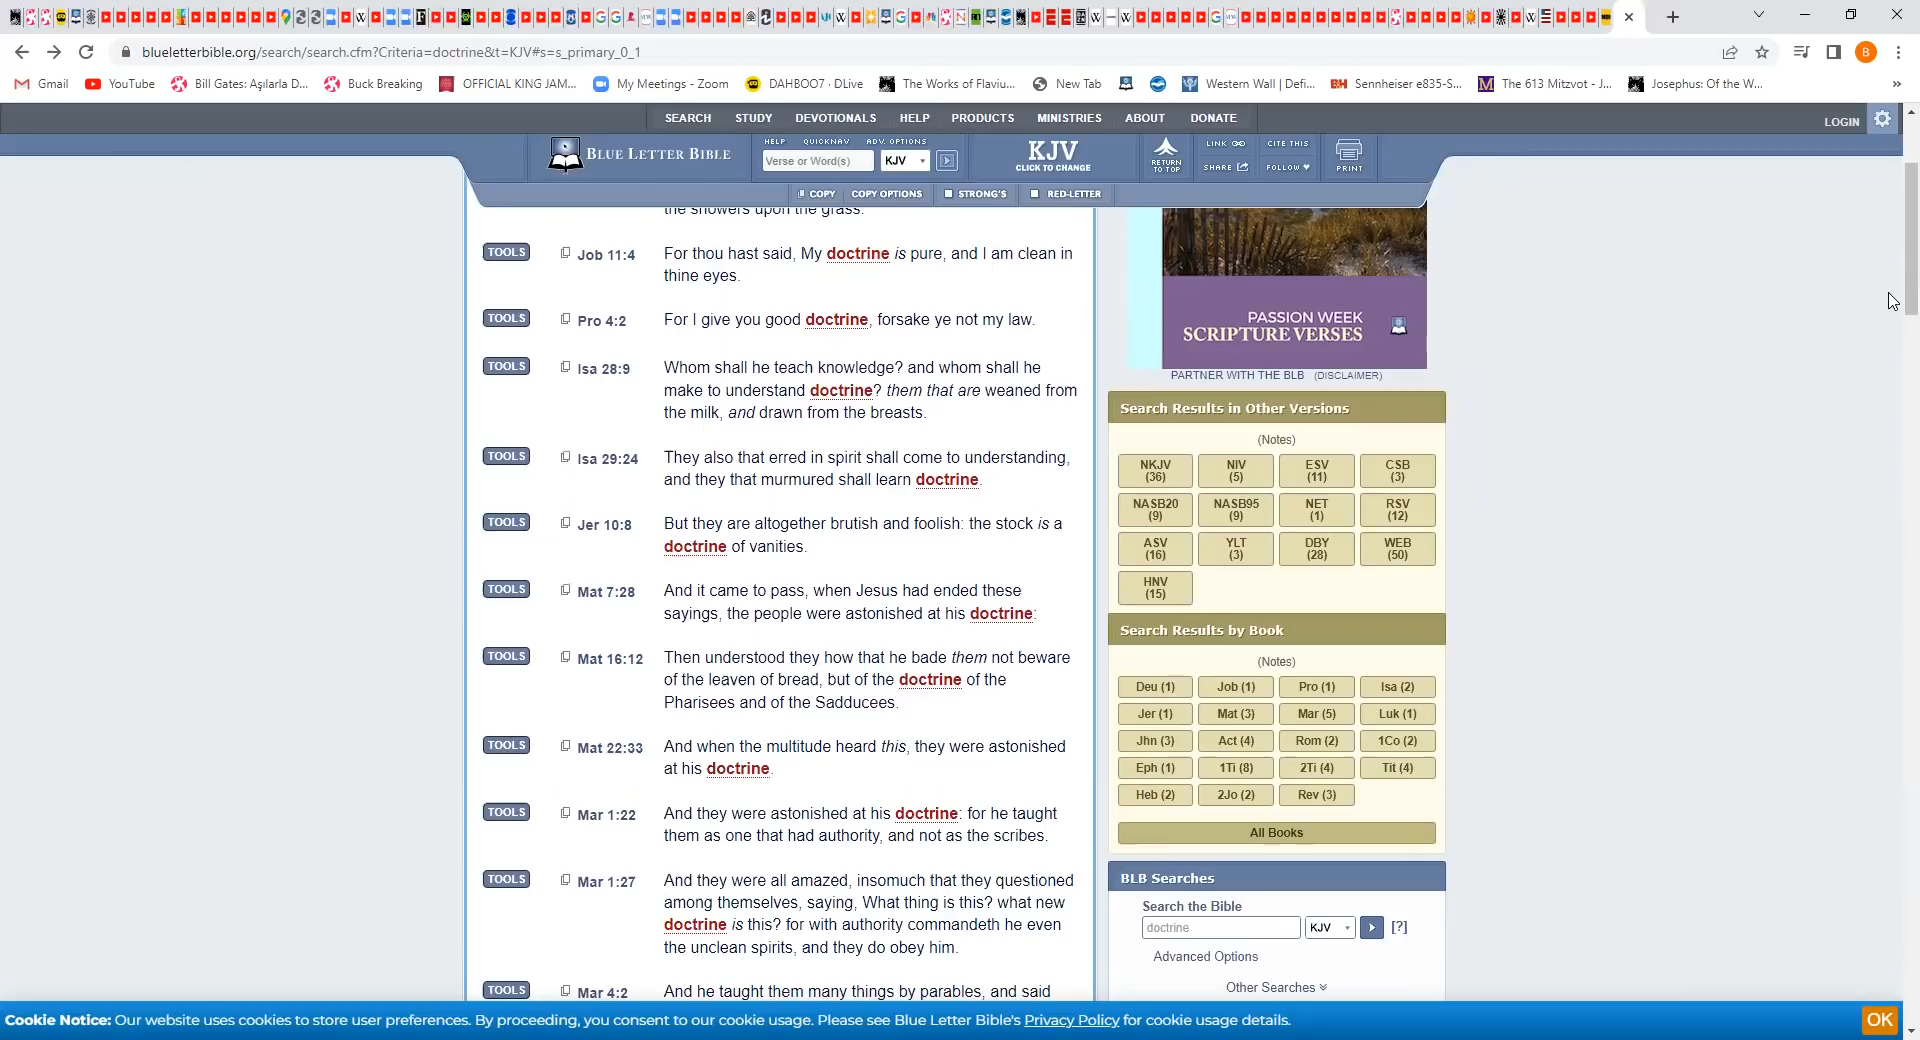 blueletterbible.org/search/search.cfm?Criteria=doctrine&t=KJV#s=s_primary_0_1
B
Gmail
YouTube
Bill Gates: Aşılarla D...
Buck Breaking
OFFICIAL KING JAM...
My Meetings - Zoom
DAHBOO7 · DLive
The Works of Flaviu...
New Tab
Western Wall | Defi...
Sennheiser e835-S...
The 613 Mitzvot - J...
Josephus: Of the W...
SEARCH STUDY DEVOTIONALS HELP PRODUCTS MINISTRIES ABOUT DONATE
LOGIN
BLUE LETTER BIBLE
HELP QUICKNAV ADV. OPTIONS
Verse or Word(s)
KJV
KJV
CLICK TO CHANGE
RETURN
TO TOP
LINK
SHARE
CITE THIS
FOLLOW
PRINT
COPY COPY OPTIONS STRONG'S RED-LETTER
the showers upon the grass.
TOOLS Job 11:4 For thou hast said, My doctrine is pure, and I am clean in
thine eyes.
TOOLS Pro 4:2 For I give you good doctrine, forsake ye not my law.
TOOLS Isa 28:9 Whom shall he teach knowledge? and whom shall he
make to understand doctrine? them that are weaned from
the milk, and drawn from the breasts.
TOOLS Isa 29:24 They also that erred in spirit shall come to understanding,
and they that murmured shall learn doctrine.
TOOLS Jer 10:8 But they are altogether brutish and foolish: the stock is a
doctrine of vanities.
TOOLS Mat 7:28 And it came to pass, when Jesus had ended these
sayings, the people were astonished at his doctrine:
TOOLS Mat 16:12 Then understood they how that he bade them not beware
of the leaven of bread, but of the doctrine of the
Pharisees and of the Sadducees.
TOOLS Mat 22:33 And when the multitude heard this, they were astonished
at his doctrine.
TOOLS Mar 1:22 And they were astonished at his doctrine: for he taught
them as one that had authority, and not as the scribes.
TOOLS Mar 1:27 And they were all amazed, insomuch that they questioned
among themselves, saying, What thing is this? what new
doctrine is this? for with authority commandeth he even
the unclean spirits, and they do obey him.
TOOLS Mar 4:2 And he taught them many things by parables, and said
PASSION WEEK
SCRIPTURE VERSES
PARTNER WITH THE BLB (DISCLAIMER)
Search Results in Other Versions
(Notes)
NKJV (36)
NIV (5)
ESV (11)
CSB (3)
NASB20 (9)
NASB95 (9)
NET (1)
RSV (12)
ASV (16)
YLT (3)
DBY (28)
WEB (50)
HNV (15)
Search Results by Book
(Notes)
Deu (1) Job (1) Pro (1) Isa (2)
Jer (1) Mat (3) Mar (5) Luk (1)
Jhn (3) Act (4) Rom (2) 1Co (2)
Eph (1) 1Ti (8) 2Ti (4) Tit (4)
Heb (2) 2Jo (2) Rev (3)
All Books
BLB Searches
Search the Bible
doctrine KJV [?]
Advanced Options
Other Searches
Cookie Notice: Our website uses cookies to store user preferences. By proceeding, you consent to our cookie usage. Please see Blue Letter Bible's Privacy Policy for cookie usage details.
OK